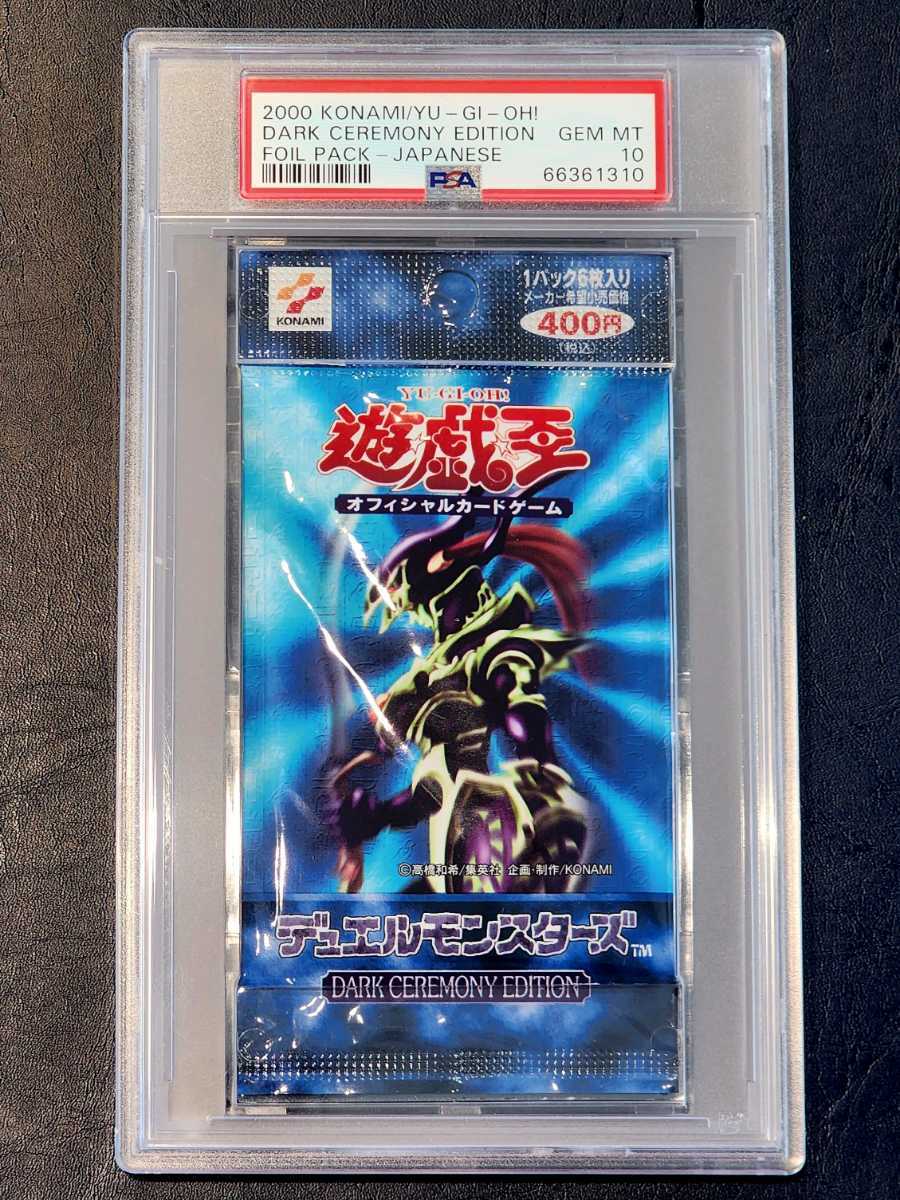 2000 KONAMI/YU-GI-OH!
DARK CEREMONY EDITION GEM MT
FOIL PACK-JAPANESE 10
PSA 66361310
KONAMI
1パック6枚入り
メーカー希望小売価格
400円
(税込)
YU-GI-OH!
遊☆戯☆王
オフィシャルカードゲーム
©高橋和希/集英社 企画・制作/KONAMI
デュエルモンスターズ™
DARK CEREMONY EDITION